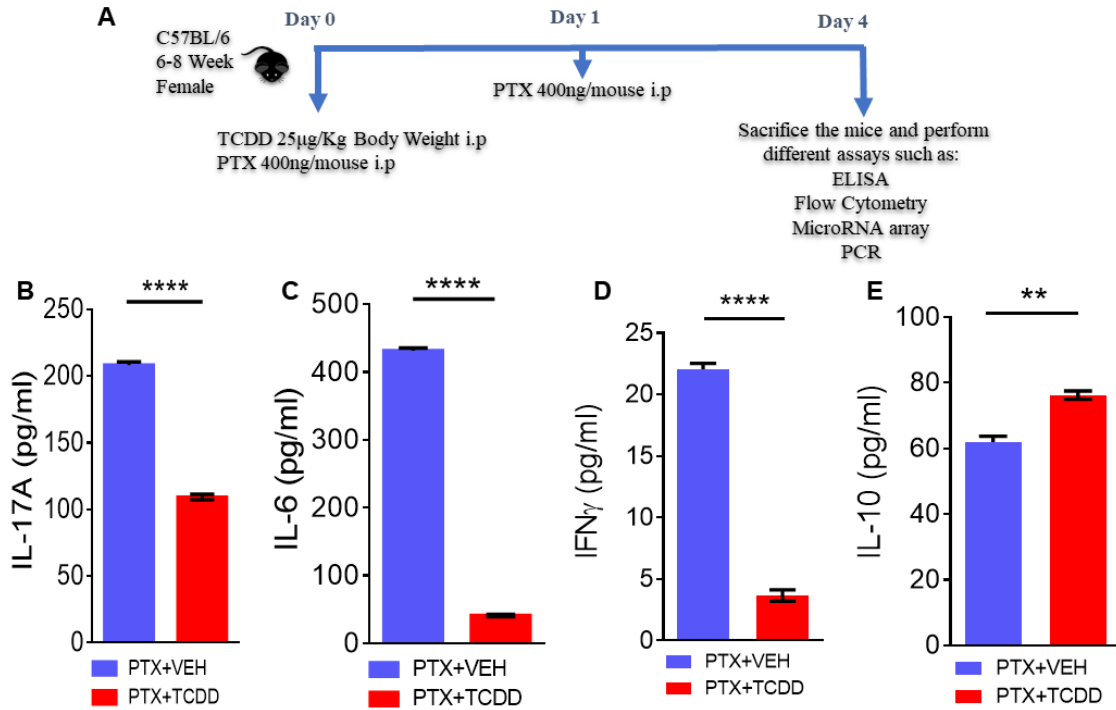 A
Day 0
Day 1
Day 4
C57BL/6
6-8 Week
Female
PTX 400ng/mouse i.p
TCDD 25μg/Kg Body Weight i.p
PTX 400ng/mouse i.p
Sacrifice the mice and perform
different assays such as:
ELISA
Flow Cytometry
MicroRNA array
PCR
B
****
IL-17A (pg/ml)
250
200
150
100
50
0
PTX+VEH
PTX+TCDD
C
****
IL-6 (pg/ml)
500
400
300
200
100
0
PTX+VEH
PTX+TCDD
D
****
IFNγ (pg/ml)
25
20
15
10
5
0
PTX+VEH
PTX+TCDD
E
**
IL-10 (pg/ml)
100
80
60
40
20
0
PTX+VEH
PTX+TCDD